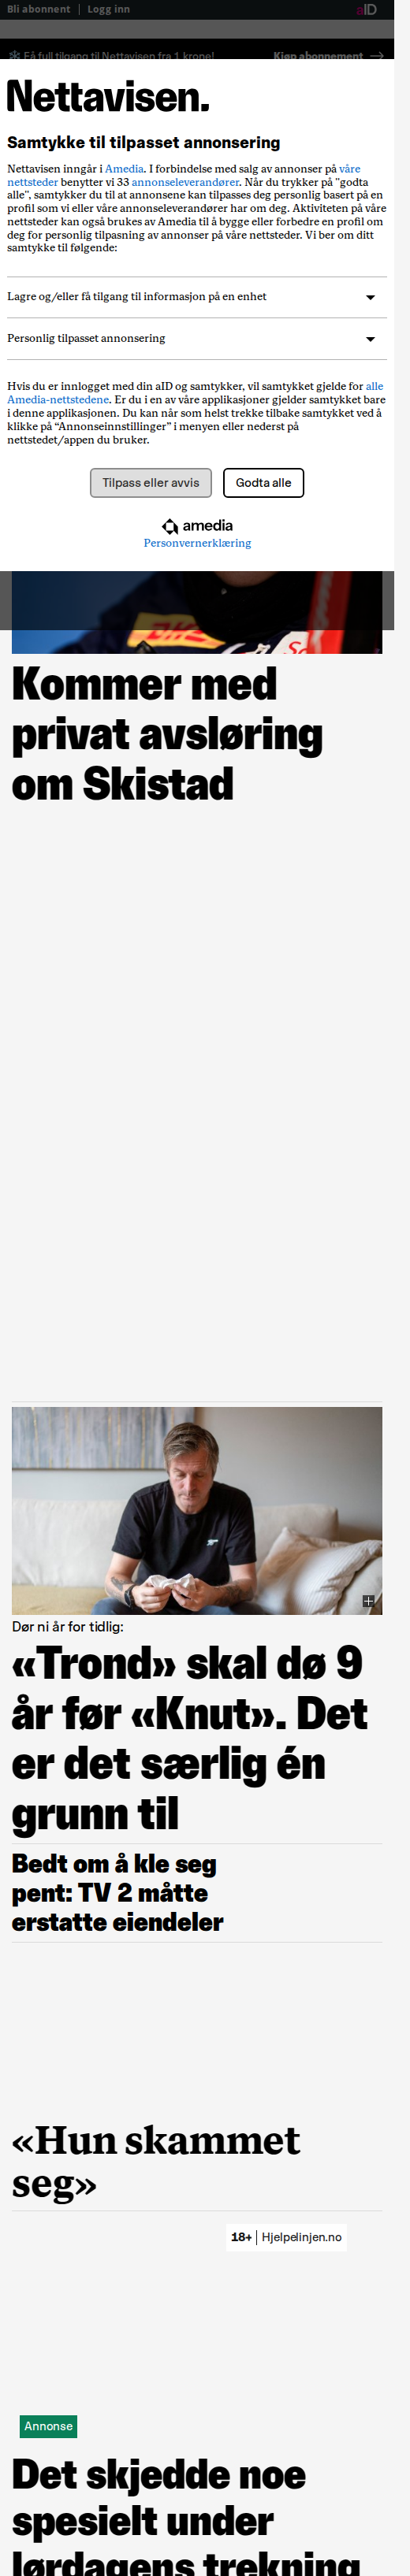 Bli abonnent | Logg inn
aID
❄ Få full tilgang til Nettavisen fra 1 krone!
Kjøp abonnement →
Nettavisen.
Samtykke til tilpasset annonsering
Nettavisen inngår i Amedia. I forbindelse med salg av annonser på våre
nettsteder benytter vi 33 annonseleverandører. Når du trykker på "godta
alle", samtykker du til at annonsene kan tilpasses deg personlig basert på en
profil som vi eller våre annonseleverandører har om deg. Aktiviteten på våre
nettsteder kan også brukes av Amedia til å bygge eller forbedre en profil om
deg for personlig tilpasning av annonser på våre nettsteder. Vi ber om ditt
samtykke til følgende:
Lagre og/eller få tilgang til informasjon på en enhet
Personlig tilpasset annonsering
Hvis du er innlogget med din aID og samtykker, vil samtykket gjelde for alle
Amedia-nettstedene. Er du i en av våre applikasjoner gjelder samtykket bare
i denne applikasjonen. Du kan når som helst trekke tilbake samtykket ved å
klikke på “Annonseinnstillinger” i menyen eller nederst på
nettstedet/appen du bruker.
Tilpass eller avvis
Godta alle
amedia
Personvernerklæring
DHL
Kommer med
privat avsløring
om Skistad
Dør ni år for tidlig:
«Trond» skal dø 9
år før «Knut». Det
er det særlig én
grunn til
Bedt om å kle seg
pent: TV 2 måtte
erstatte eiendeler
«Hun skammet
seg»
18+ | Hjelpelinjen.no
Annonse
Det skjedde noe
spesielt under
lørdagens trekning